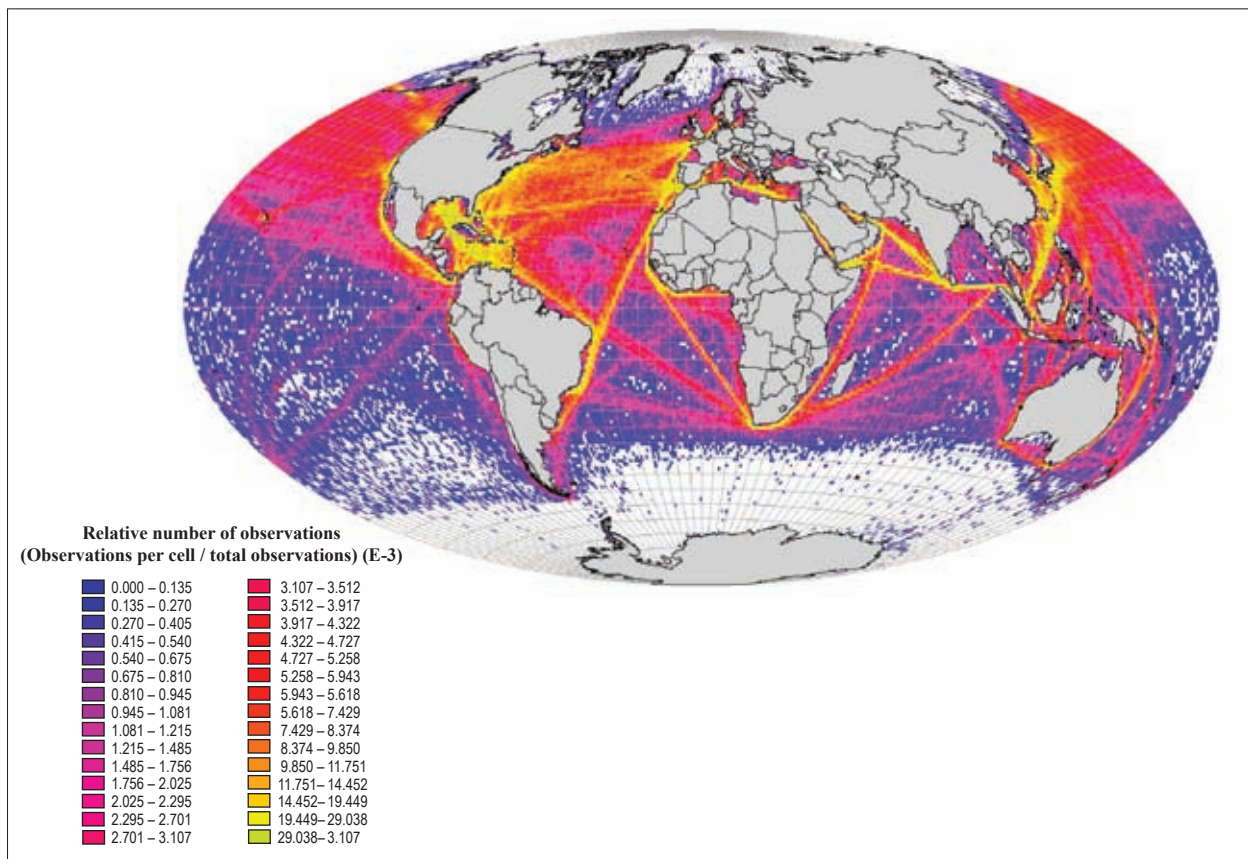 Relative number of observations
(Observations per cell / total observations) (E-3)
0.000 – 0.135
0.135 – 0.270
0.270 – 0.405
0.415 – 0.540
0.540 – 0.675
0.675 – 0.810
0.810 – 0.945
0.945 – 1.081
1.081 – 1.215
1.215 – 1.485
1.485 – 1.756
1.756 – 2.025
2.025 – 2.295
2.295 – 2.701
2.701 – 3.107
3.107 – 3.512
3.512 – 3.917
3.917 – 4.322
4.322 – 4.727
4.727 – 5.258
5.258 – 5.943
5.943 – 5.618
5.618 – 7.429
7.429 – 8.374
8.374 – 9.850
9.850 – 11.751
11.751– 14.452
14.452– 19.449
19.449– 29.038
29.038– 3.107